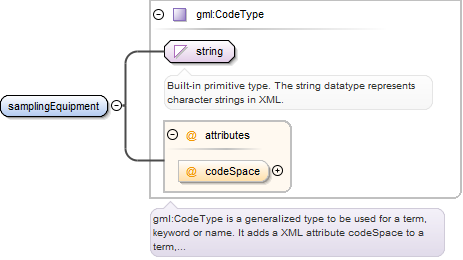 gml:CodeType
string
Built-in primitive type. The string datatype represents
character strings in XML.
samplingEquipment
@ attributes
@ codeSpace
gml:CodeType is a generalized type to be used for a term,
keyword or name. It adds a XML attribute codeSpace to a
term,...